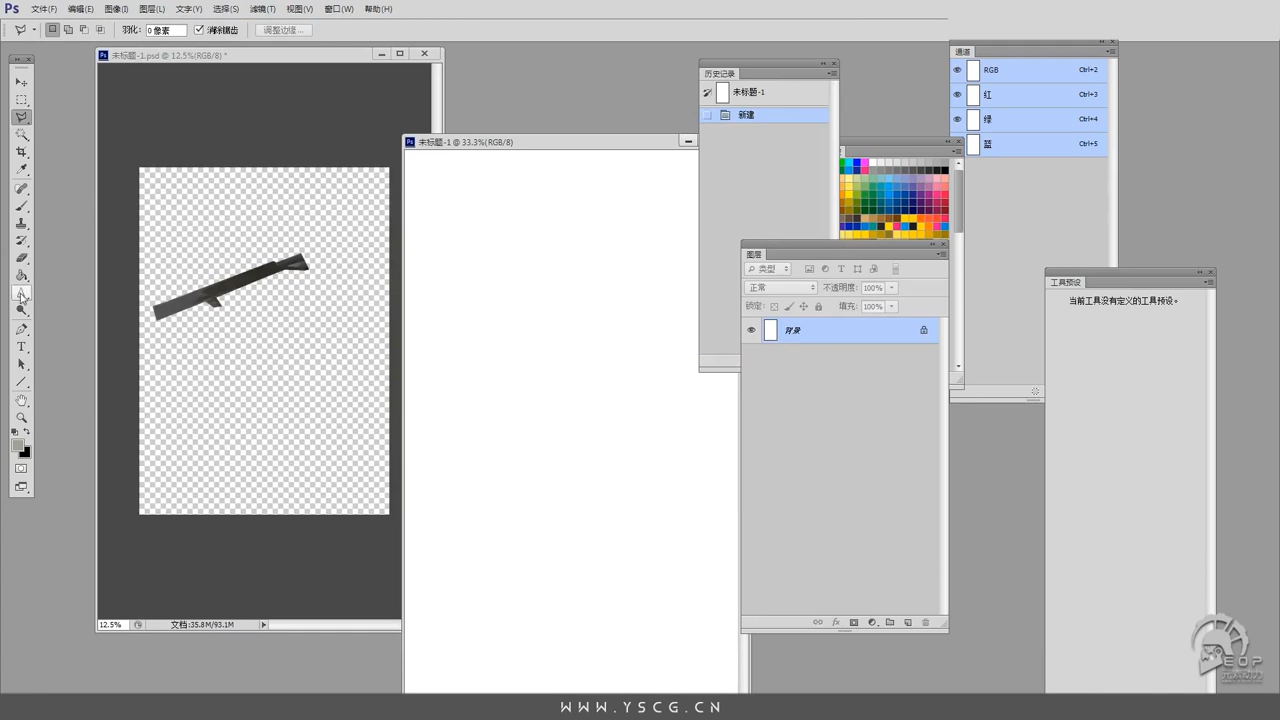 Ps 文件(F) 编辑(E) 图像(I) 图层(L) 文字(Y) 选择(S) 滤镜(T) 视图(V) 窗口(W) 帮助(H)
羽化: 0 像素 消除锯齿 调整边缘...
未标题-1.psd @ 12.5%(RGB/8) *
12.5% 文档:35.8M/93.1M
未标题-1 @ 33.3%(RGB/8)
历史记录
未标题-1
新建
通道
RGB Ctrl+2
红 Ctrl+3
绿 Ctrl+4
蓝 Ctrl+5
图层
类型
正常 不透明度: 100%
锁定: 填充: 100%
背景
工具预设
当前工具没有定义的工具预设。
EOP
WWW.YSCG.CN